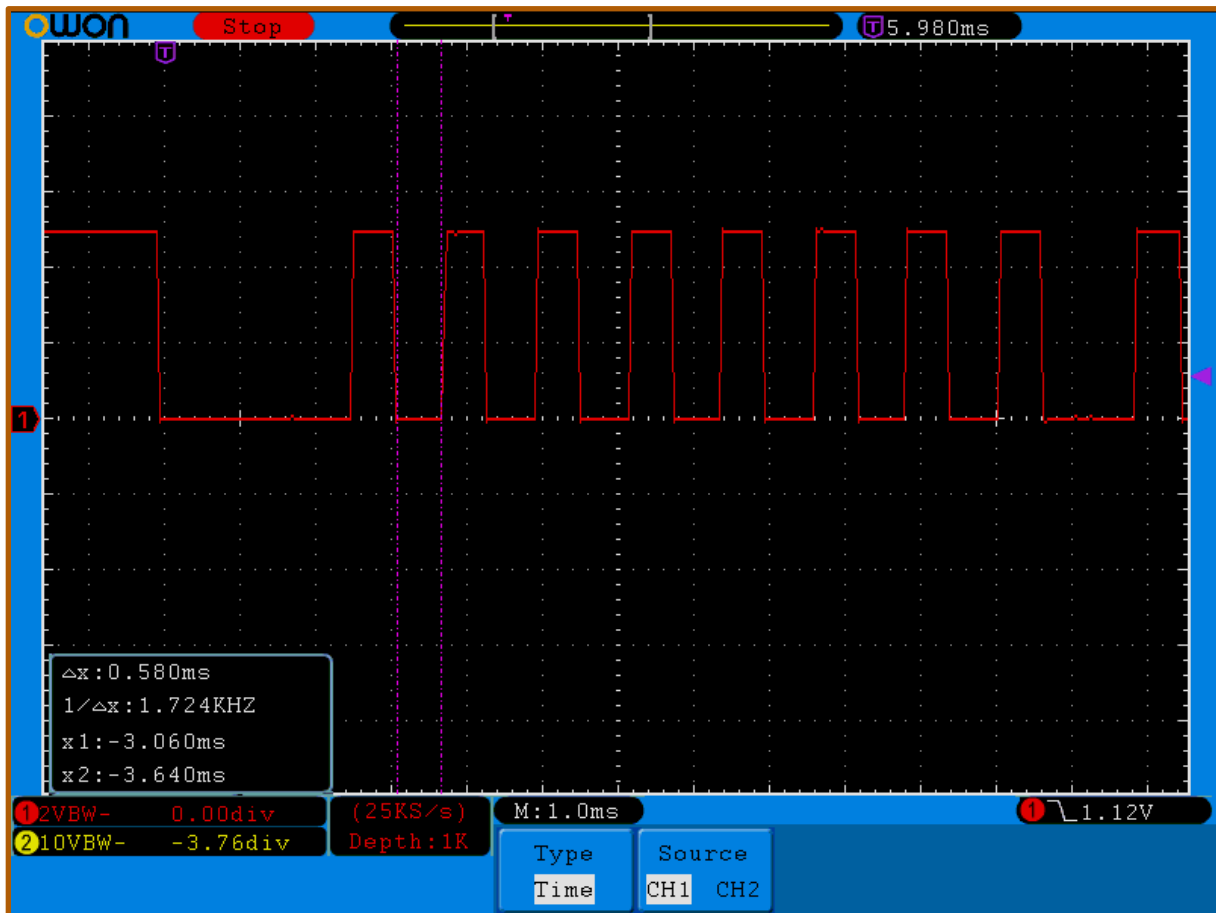 OWON Stop T T5.980ms
T
1
△x:0.580ms
1/△x:1.724KHZ
x1:-3.060ms
x2:-3.640ms
1 2VBW- 0.00div (25KS/s) M:1.0ms 1 1.12V
2 10VBW- -3.76div Depth:1K
Type Source
Time CH1 CH2